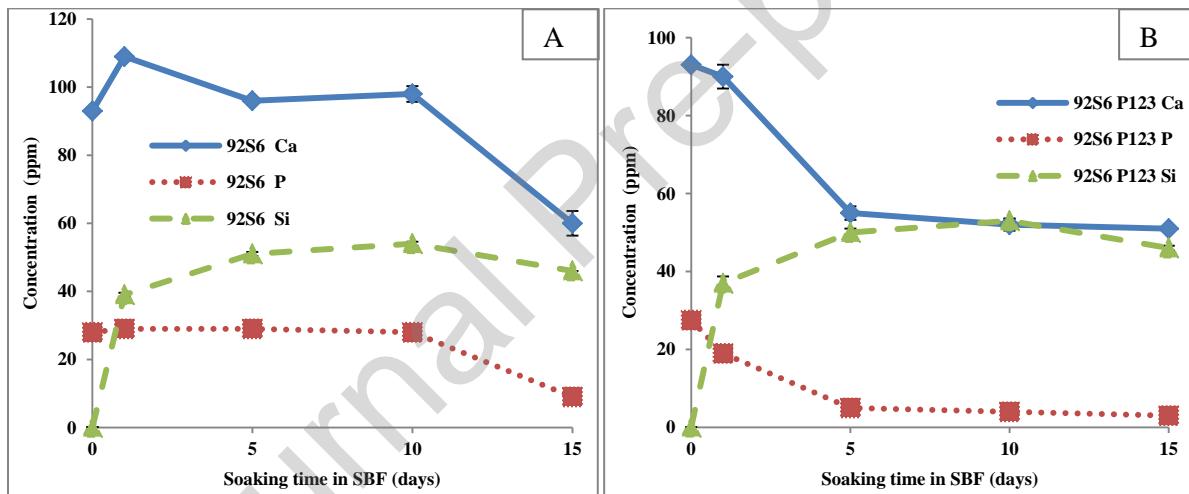 A
120
100
80
60
40
20
0
0 5 10 15
Concentration (ppm)
Soaking time in SBF (days)
92S6 Ca
92S6 P
92S6 Si
B
100
80
60
40
20
0
0 5 10 15
Concentration (ppm)
Soaking time in SBF (days)
92S6 P123 Ca
92S6 P123 P
92S6 P123 Si
urnal Pre-p